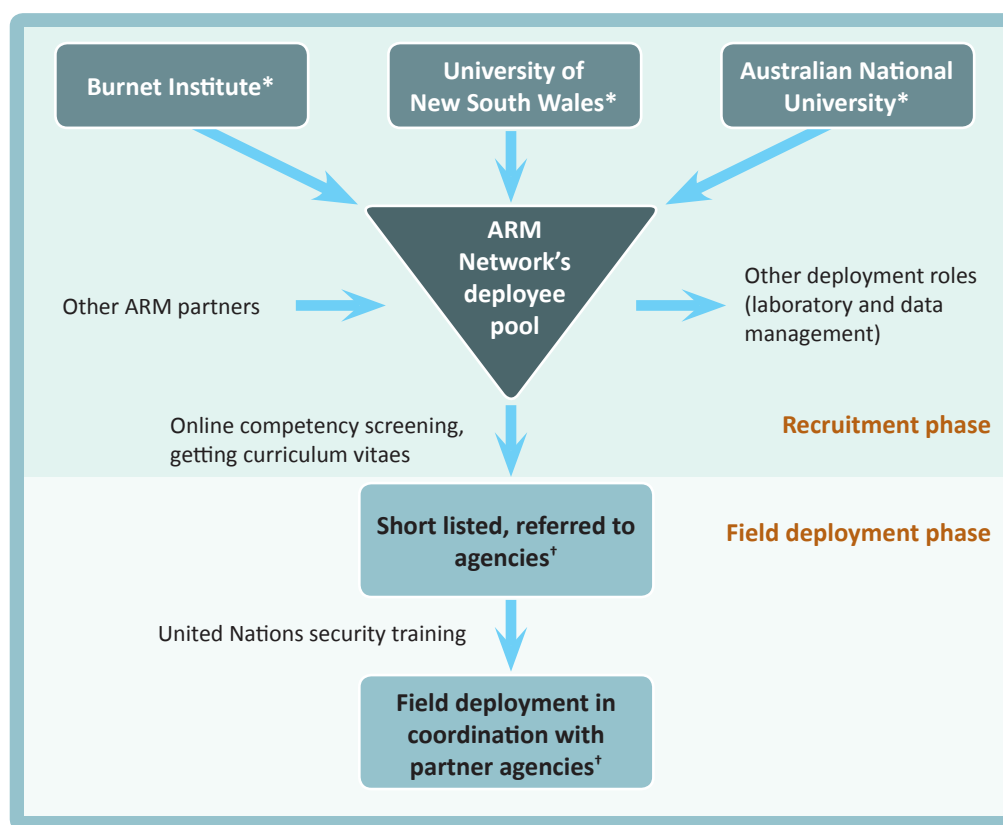 Burnet Institute*
University of
New South Wales*
Australian National
University*
ARM
Network's
deployee
pool
Other ARM partners
Other deployment roles
(laboratory and data
management)
Online competency screening,
getting curriculum vitaes
Recruitment phase
Short listed, referred to
agencies†
Field deployment phase
United Nations security training
Field deployment in
coordination with
partner agencies†